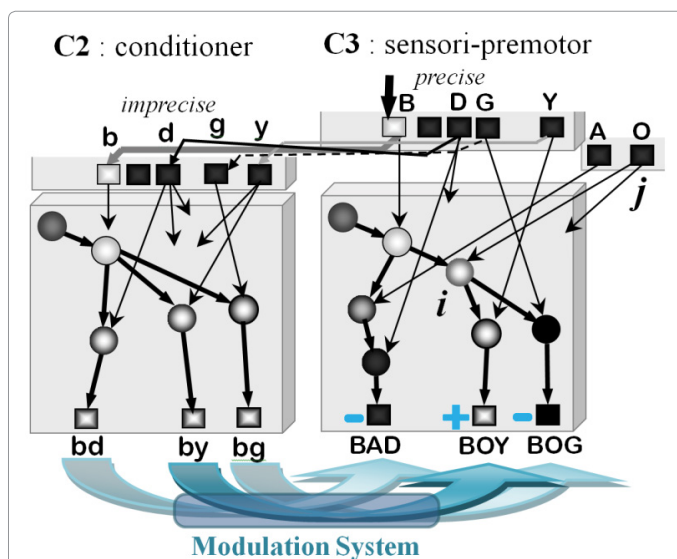 C2 : conditioner
C3 : sensori-premotor
imprecise
precise
b d g y
B D G Y
A O
j
i
− + −
bd by bg
BAD BOY BOG
Modulation System